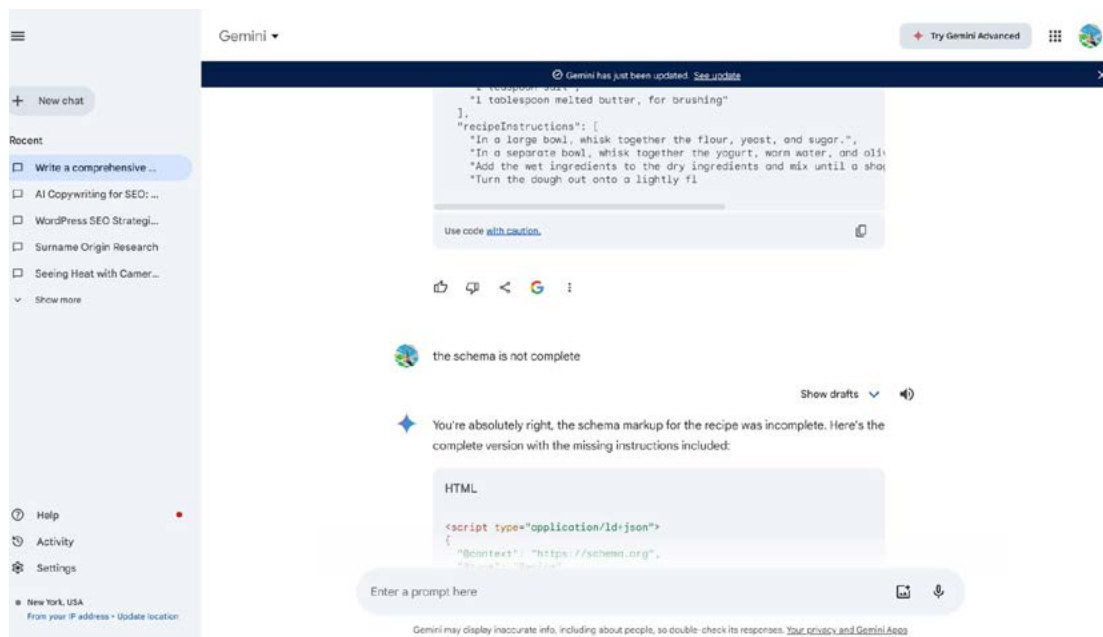 Gemini
Try Gemini Advanced
Gemini has just been updated. See update
New chat
Recent
Write a comprehensive ...
AI Copywriting for SEO: ...
WordPress SEO Strategi...
Surname Origin Research
Seeing Heat with Camer...
Show more
Help
Activity
Settings
New York, USA
From your IP address • Update location
"1 teaspoon salt",
"1 tablespoon melted butter, for brushing"
],
"recipeInstructions": [
"In a large bowl, whisk together the flour, yeast, and sugar.",
"In a separate bowl, whisk together the yogurt, warm water, and oliv
"Add the wet ingredients to the dry ingredients and mix until a shag
"Turn the dough out onto a lightly fl
Use code with caution.
the schema is not complete
Show drafts
You're absolutely right, the schema markup for the recipe was incomplete. Here's the
complete version with the missing instructions included:
HTML
<script type="application/ld+json">
{
"@context": "https://schema.org",
Enter a prompt here
Gemini may display inaccurate info, including about people, so double-check its responses. Your privacy and Gemini Apps